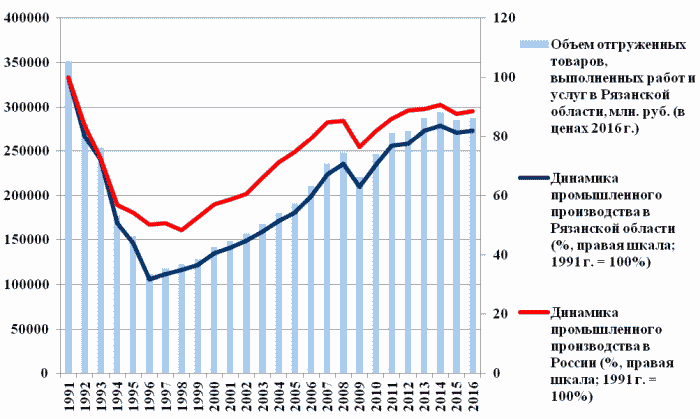 400000
350000
300000
250000
200000
150000
100000
50000
0
120
100
80
60
40
20
0
1991
1992
1993
1994
1995
1996
1997
1998
1999
2000
2001
2002
2003
2004
2005
2006
2007
2008
2009
2010
2011
2012
2013
2014
2015
2016
Объем отгруженных
товаров,
выполненных работ и
услуг в Рязанской
области, млн. руб. (в
ценах 2016 г.)
Динамика
промышленного
производства в
Рязанской области
(%, правая шкала;
1991 г. = 100%)
Динамика
промышленного
производства в
России (%, правая
шкала; 1991 г. =
100%)